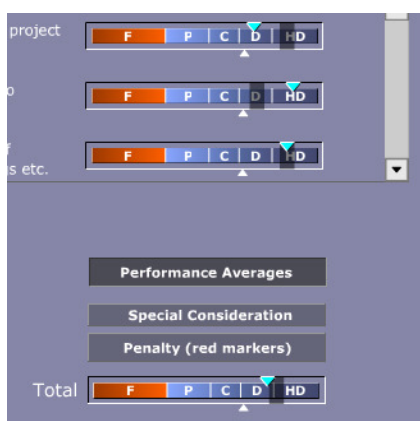 project
F P C D HD
o
F P C D HD
f
F P C D HD
s etc.
Performance Averages
Special Consideration
Penalty (red markers)
Total F P C D HD